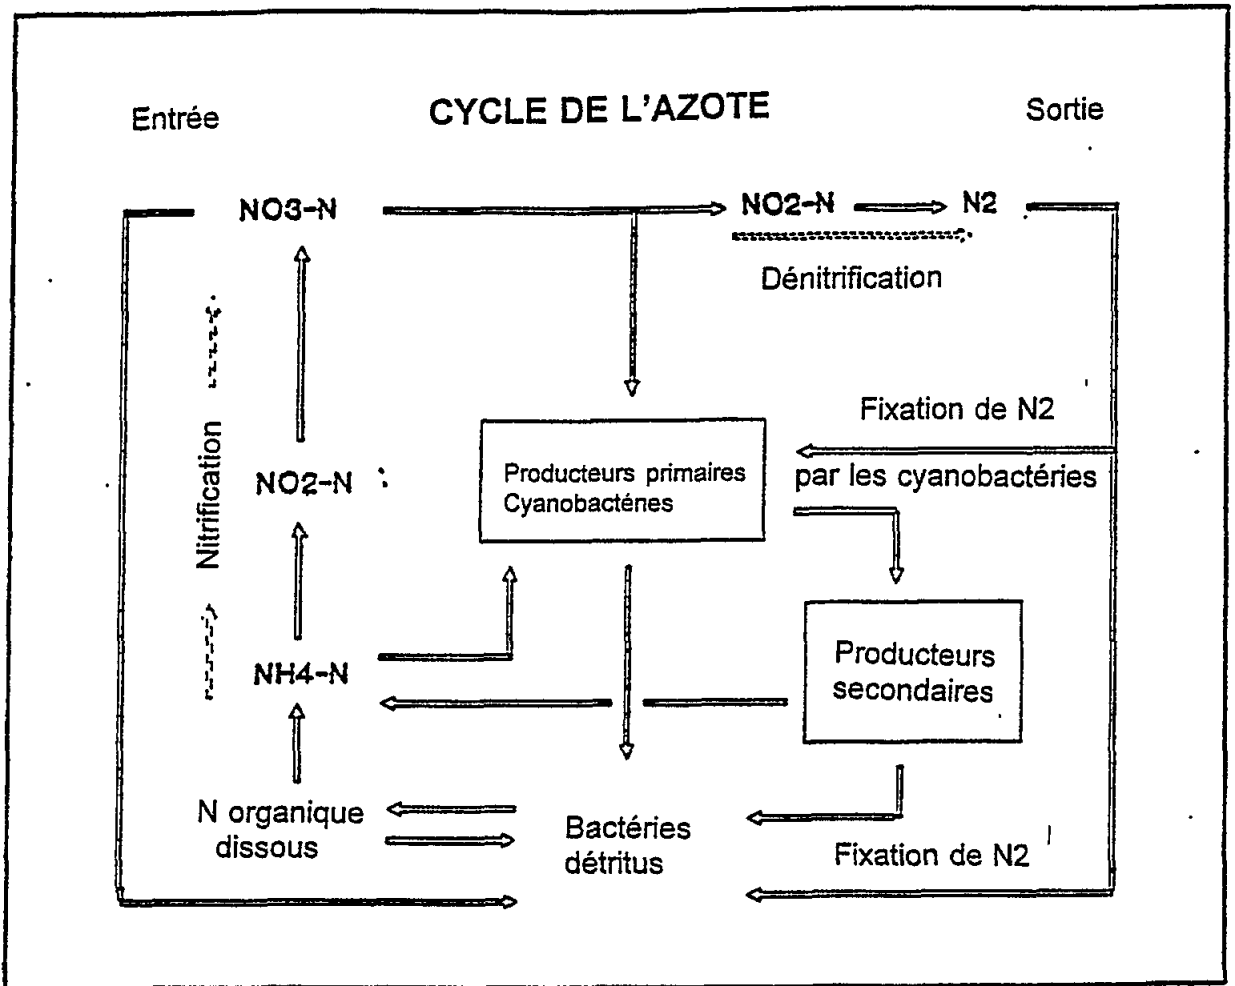 Entrée
CYCLE DE L'AZOTE
Sortie
NO3-N
NO2-N
N2
Dénitrification
Fixation de N2
par les cyanobactéries
Nitrification
NO2-N
Producteurs primaires
Cyanobacténes
NH4-N
Producteurs
secondaires
N organique
dissous
Bactéries
détritus
Fixation de N2